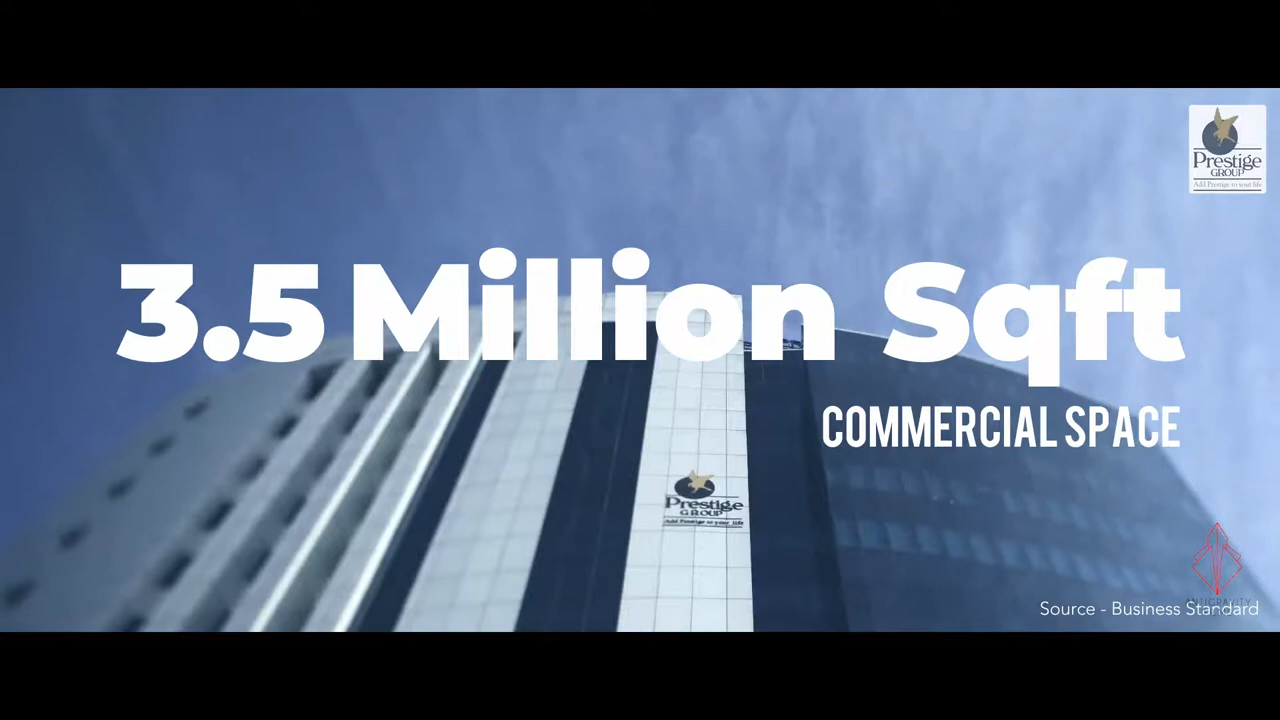 Prestige
GROUP
Add Prestige to your life
3.5 Million Sqft
COMMERCIAL SPACE
Prestige
GROUP
Add Prestige to your life
ANTIGRAVITY
Source - Business Standard